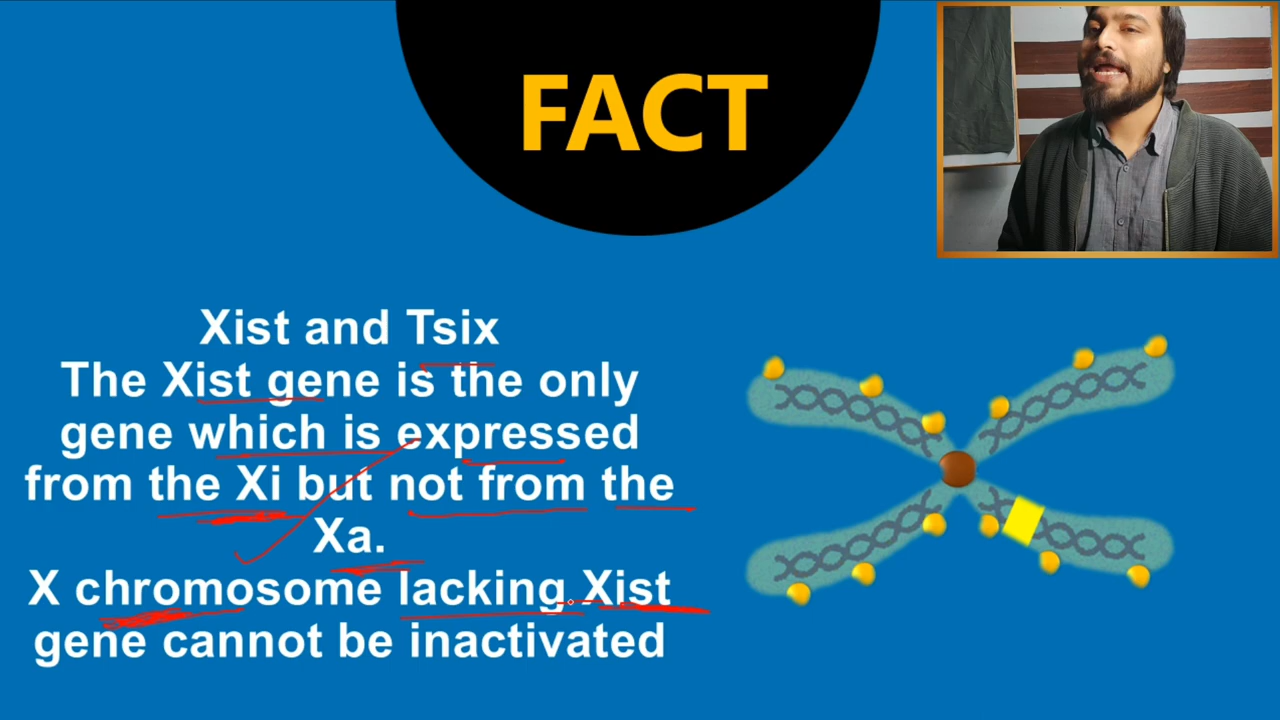 FACT
Xist and Tsix
The Xist gene is the only
gene which is expressed
from the Xi but not from the
Xa.
X chromosome lacking Xist
gene cannot be inactivated